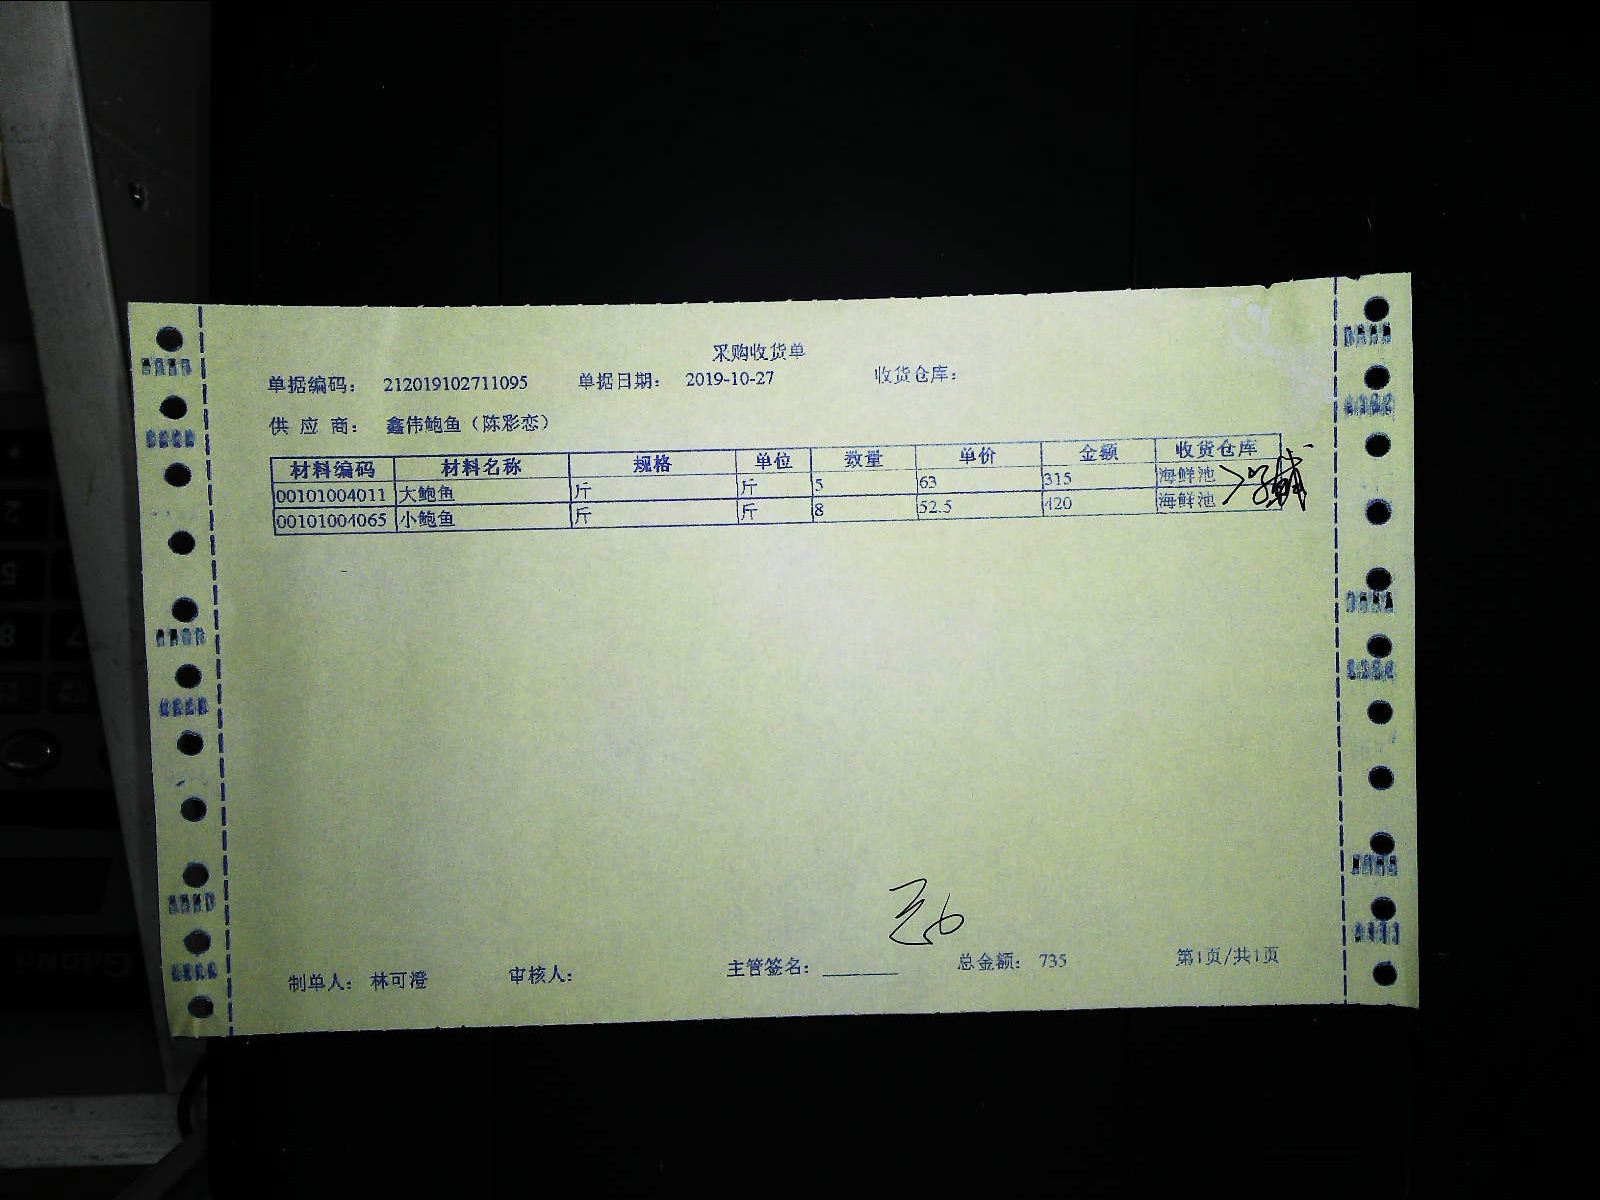 采购收货单
单据编码: 212019102711095 单据日期: 2019-10-27 收货仓库:
供 应 商: 鑫伟鲍鱼(陈彩恋)
材料编码 材料名称 规格 单位 数量 单价 金额 收货仓库
00101004011 大鲍鱼 斤 斤 5 63 315 海鲜池
00101004065 小鲍鱼 斤 斤 8 52.5 420 海鲜池
制单人: 林可澄 审核人: 主管签名: ________ 总金额: 735 第1页/共1页